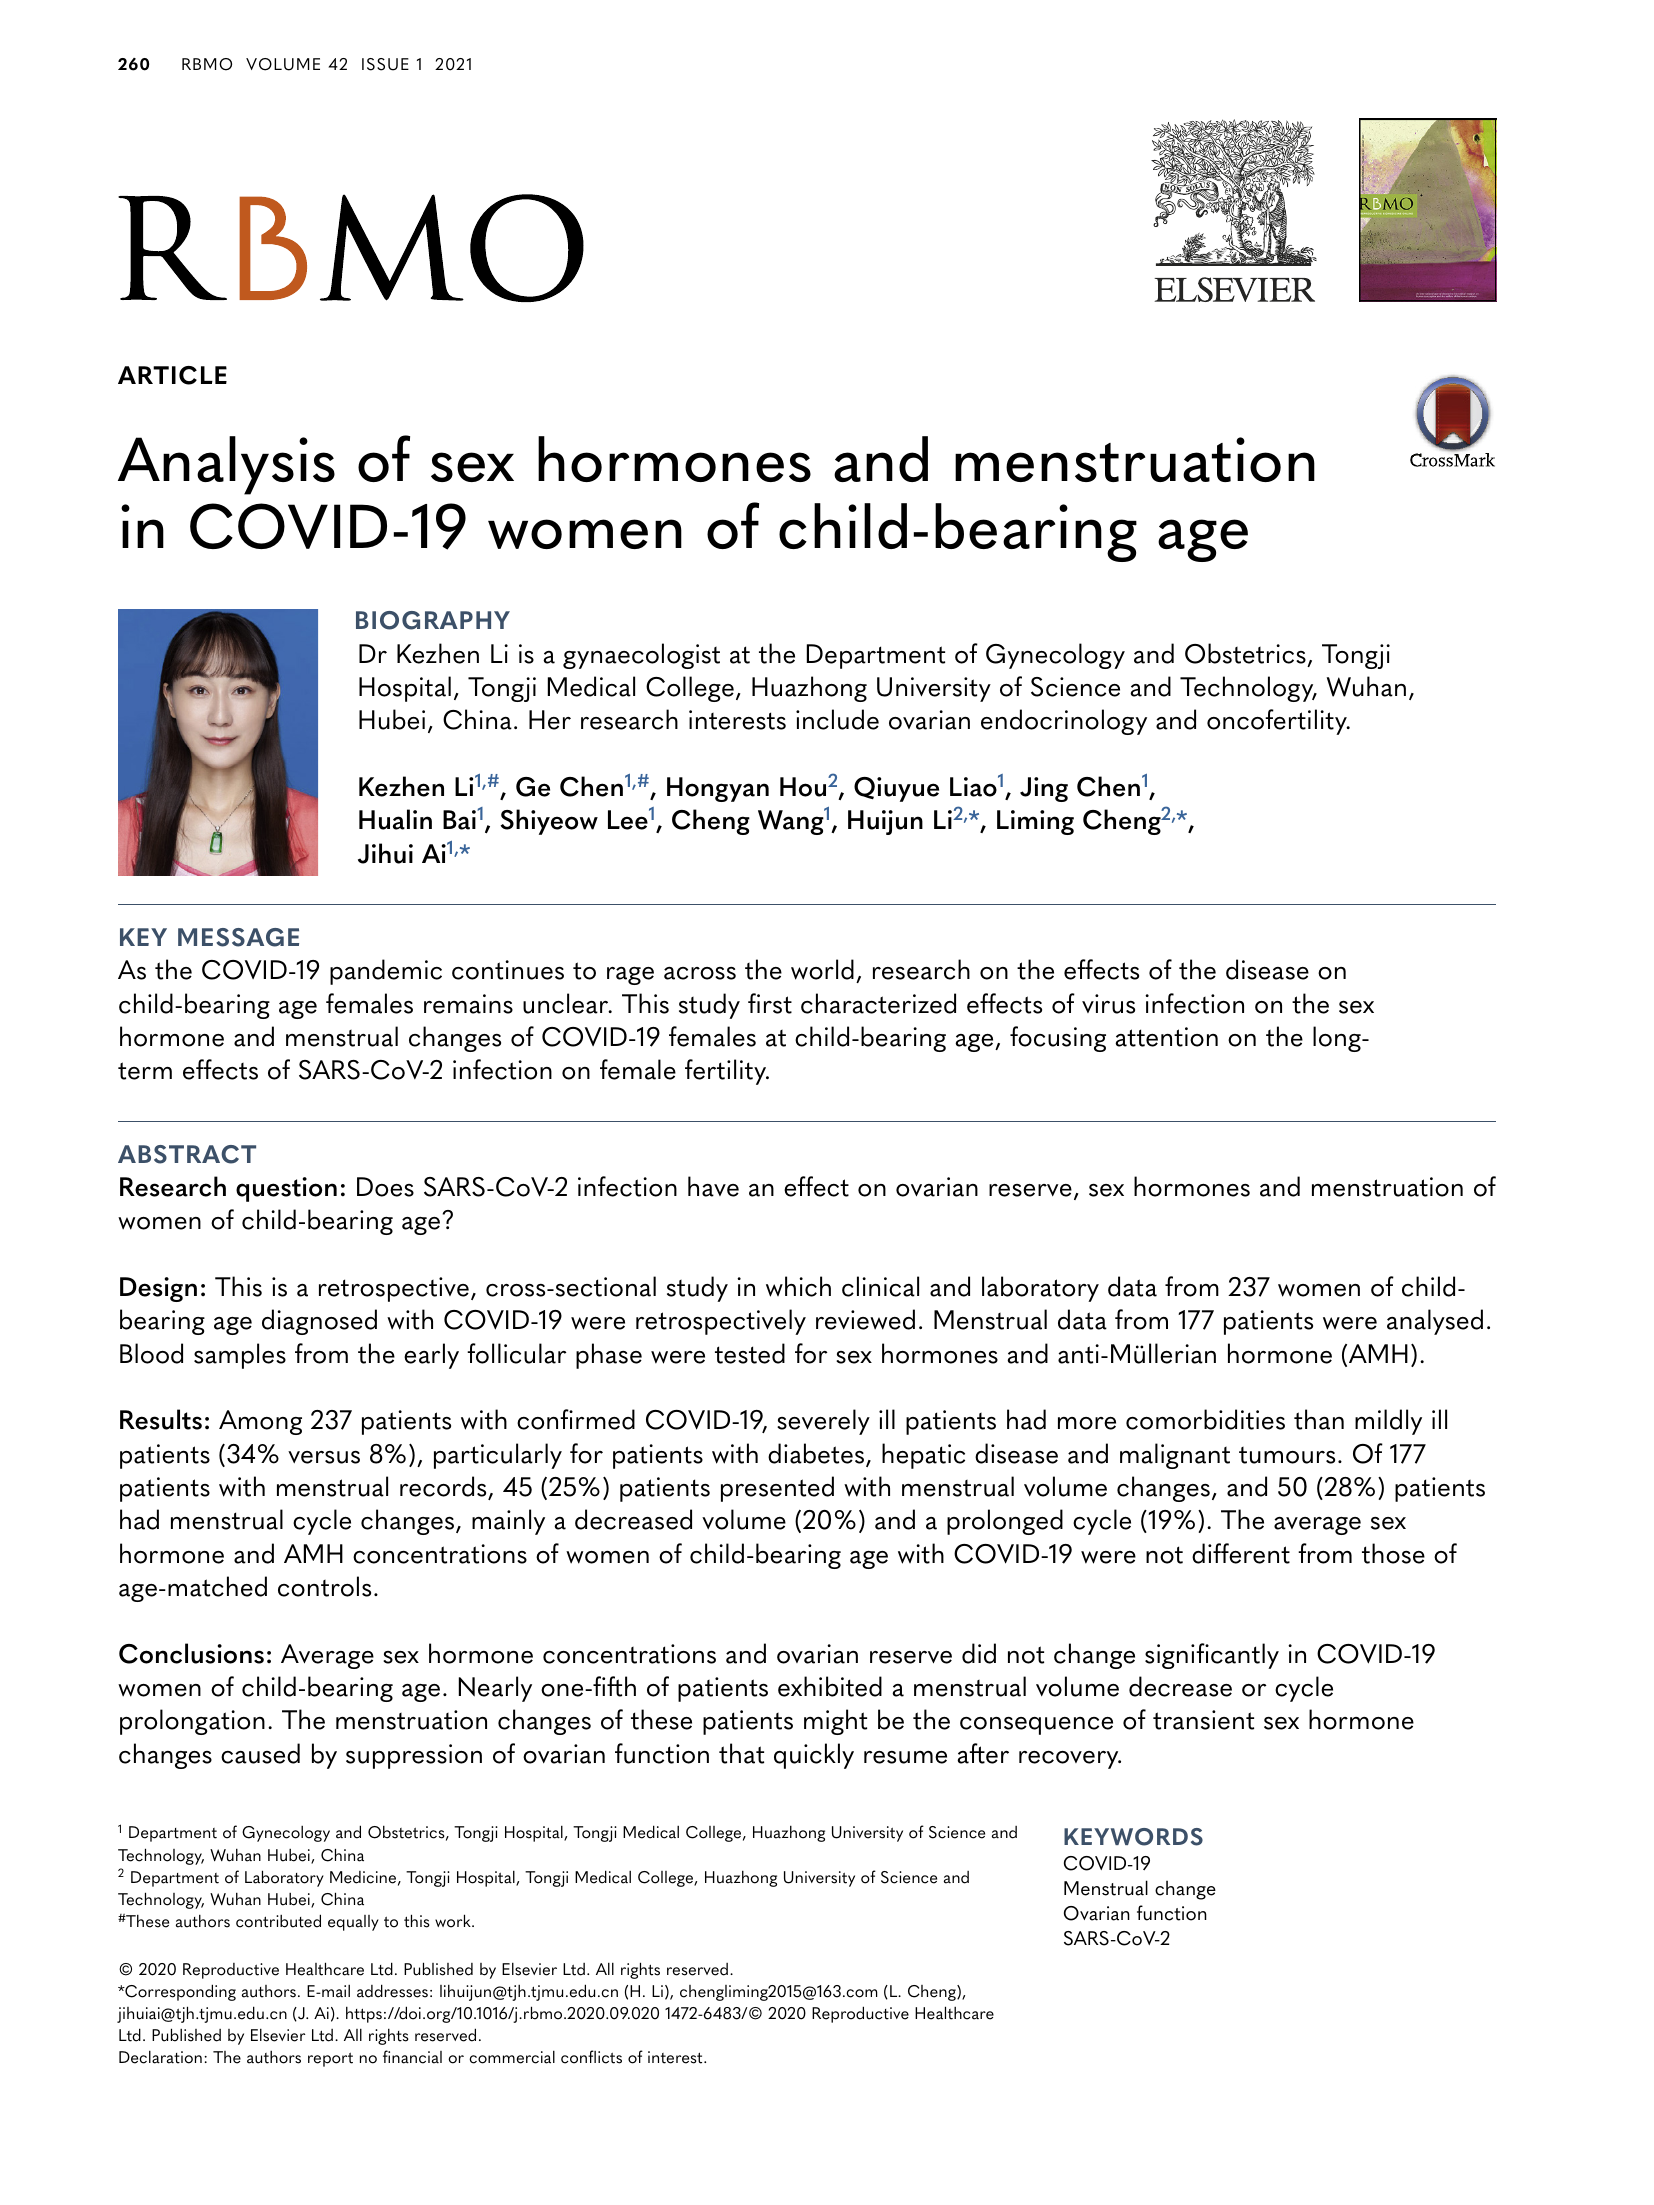 260 RBMO VOLUME 42 ISSUE 1 2021
RBMO
NON SOLUS
ELSEVIER
RBMO
ARTICLE
CrossMark
Analysis of sex hormones and menstruation
in COVID-19 women of child-bearing age
BIOGRAPHY
Dr Kezhen Li is a gynaecologist at the Department of Gynecology and Obstetrics, Tongji
Hospital, Tongji Medical College, Huazhong University of Science and Technology, Wuhan,
Hubei, China. Her research interests include ovarian endocrinology and oncofertility.
Kezhen Li1,#, Ge Chen1,#, Hongyan Hou2, Qiuyue Liao1, Jing Chen1,
Hualin Bai1, Shiyeow Lee1, Cheng Wang1, Huijun Li2,*, Liming Cheng2,*,
Jihui Ai1,*
KEY MESSAGE
As the COVID-19 pandemic continues to rage across the world, research on the effects of the disease on
child-bearing age females remains unclear. This study first characterized effects of virus infection on the sex
hormone and menstrual changes of COVID-19 females at child-bearing age, focusing attention on the long-
term effects of SARS-CoV-2 infection on female fertility.
ABSTRACT
Research question: Does SARS-CoV-2 infection have an effect on ovarian reserve, sex hormones and menstruation of
women of child-bearing age?
Design: This is a retrospective, cross-sectional study in which clinical and laboratory data from 237 women of child-
bearing age diagnosed with COVID-19 were retrospectively reviewed. Menstrual data from 177 patients were analysed.
Blood samples from the early follicular phase were tested for sex hormones and anti-Müllerian hormone (AMH).
Results: Among 237 patients with confirmed COVID-19, severely ill patients had more comorbidities than mildly ill
patients (34% versus 8%), particularly for patients with diabetes, hepatic disease and malignant tumours. Of 177
patients with menstrual records, 45 (25%) patients presented with menstrual volume changes, and 50 (28%) patients
had menstrual cycle changes, mainly a decreased volume (20%) and a prolonged cycle (19%). The average sex
hormone and AMH concentrations of women of child-bearing age with COVID-19 were not different from those of
age-matched controls.
Conclusions: Average sex hormone concentrations and ovarian reserve did not change significantly in COVID-19
women of child-bearing age. Nearly one-fifth of patients exhibited a menstrual volume decrease or cycle
prolongation. The menstruation changes of these patients might be the consequence of transient sex hormone
changes caused by suppression of ovarian function that quickly resume after recovery.
1 Department of Gynecology and Obstetrics, Tongji Hospital, Tongji Medical College, Huazhong University of Science and
Technology, Wuhan Hubei, China
2 Department of Laboratory Medicine, Tongji Hospital, Tongji Medical College, Huazhong University of Science and
Technology, Wuhan Hubei, China
#These authors contributed equally to this work.
© 2020 Reproductive Healthcare Ltd. Published by Elsevier Ltd. All rights reserved.
*Corresponding authors. E-mail addresses: lihuijun@tjh.tjmu.edu.cn (H. Li), chengliming2015@163.com (L. Cheng),
jihuiai@tjh.tjmu.edu.cn (J. Ai). https://doi.org/10.1016/j.rbmo.2020.09.020 1472-6483/© 2020 Reproductive Healthcare
Ltd. Published by Elsevier Ltd. All rights reserved.
Declaration: The authors report no financial or commercial conflicts of interest.
KEYWORDS
COVID-19
Menstrual change
Ovarian function
SARS-CoV-2